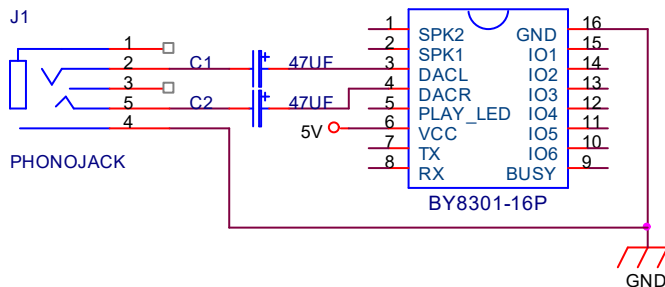 J1
1
2
3
5
4
PHONOJACK
C1
47UF
C2
47UF
5V
1
2
3
4
5
6
7
8
SPK2
SPK1
DACL
DACR
PLAY_LED
VCC
TX
RX
GND
IO1
IO2
IO3
IO4
IO5
IO6
BUSY
16
15
14
13
12
11
10
9
BY8301-16P
GND